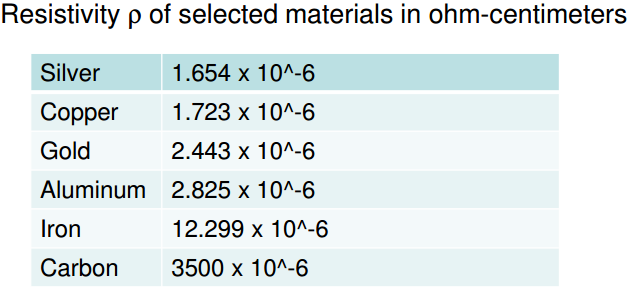 Resistivity ρ of selected materials in ohm-centimeters
Silver 1.654 x 10^-6
Copper 1.723 x 10^-6
Gold 2.443 x 10^-6
Aluminum 2.825 x 10^-6
Iron 12.299 x 10^-6
Carbon 3500 x 10^-6